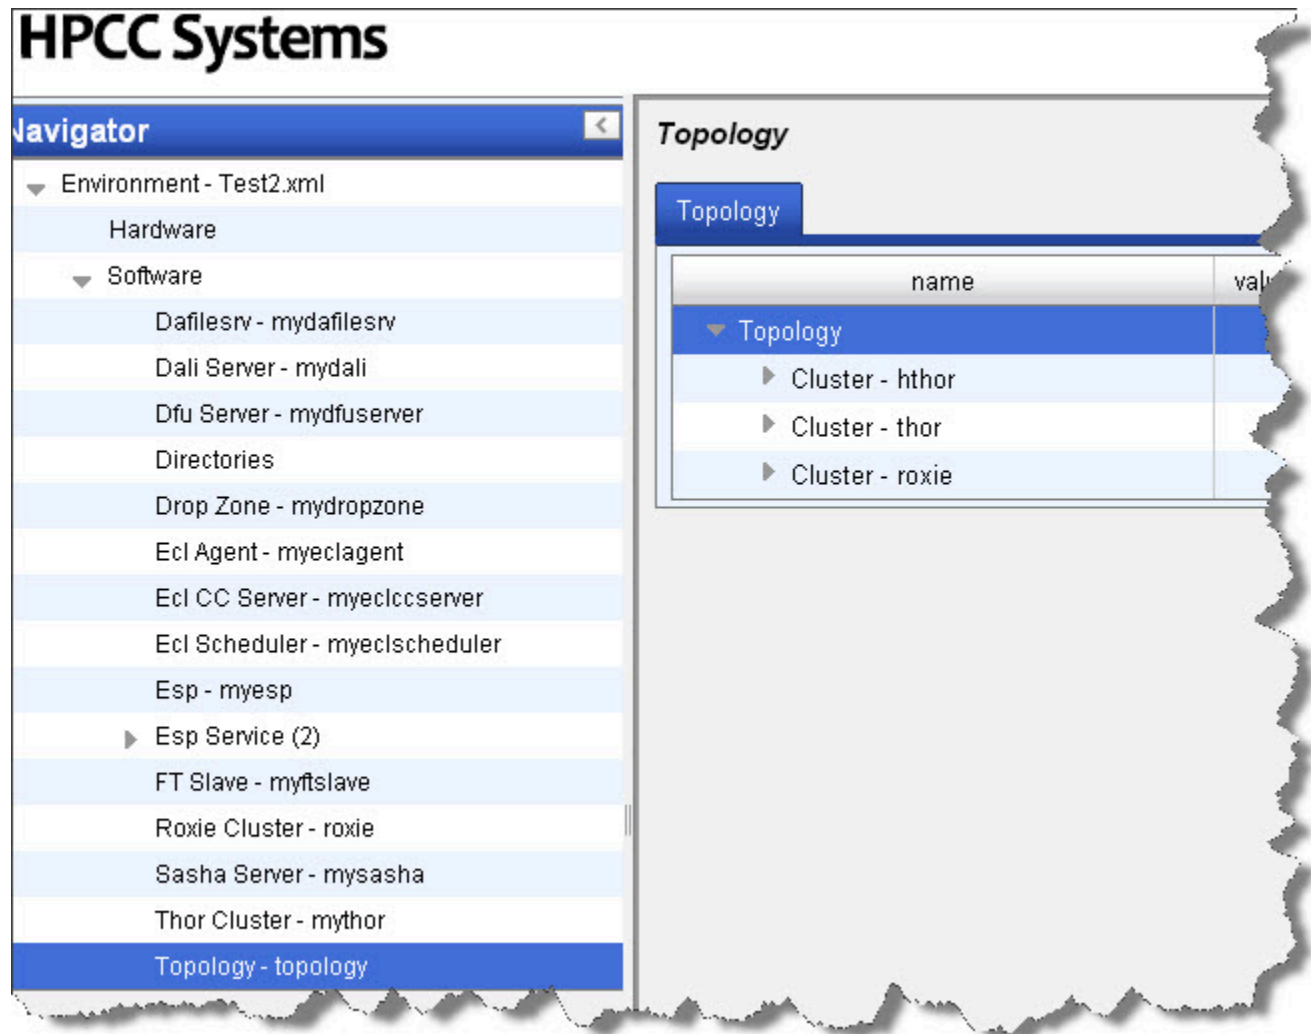 HPCC Systems
Navigator
Environment - Test2.xml
Hardware
Software
Dafilesrv - mydafilesrv
Dali Server - mydali
Dfu Server - mydfuserver
Directories
Drop Zone - mydropzone
Ecl Agent - myeclagent
Ecl CC Server - myeclccserver
Ecl Scheduler - myeclscheduler
Esp - myesp
Esp Service (2)
FT Slave - myftslave
Roxie Cluster - roxie
Sasha Server - mysasha
Thor Cluster - mythor
Topology - topology
Topology
Topology
name
Topology
Cluster - hthor
Cluster - thor
Cluster - roxie